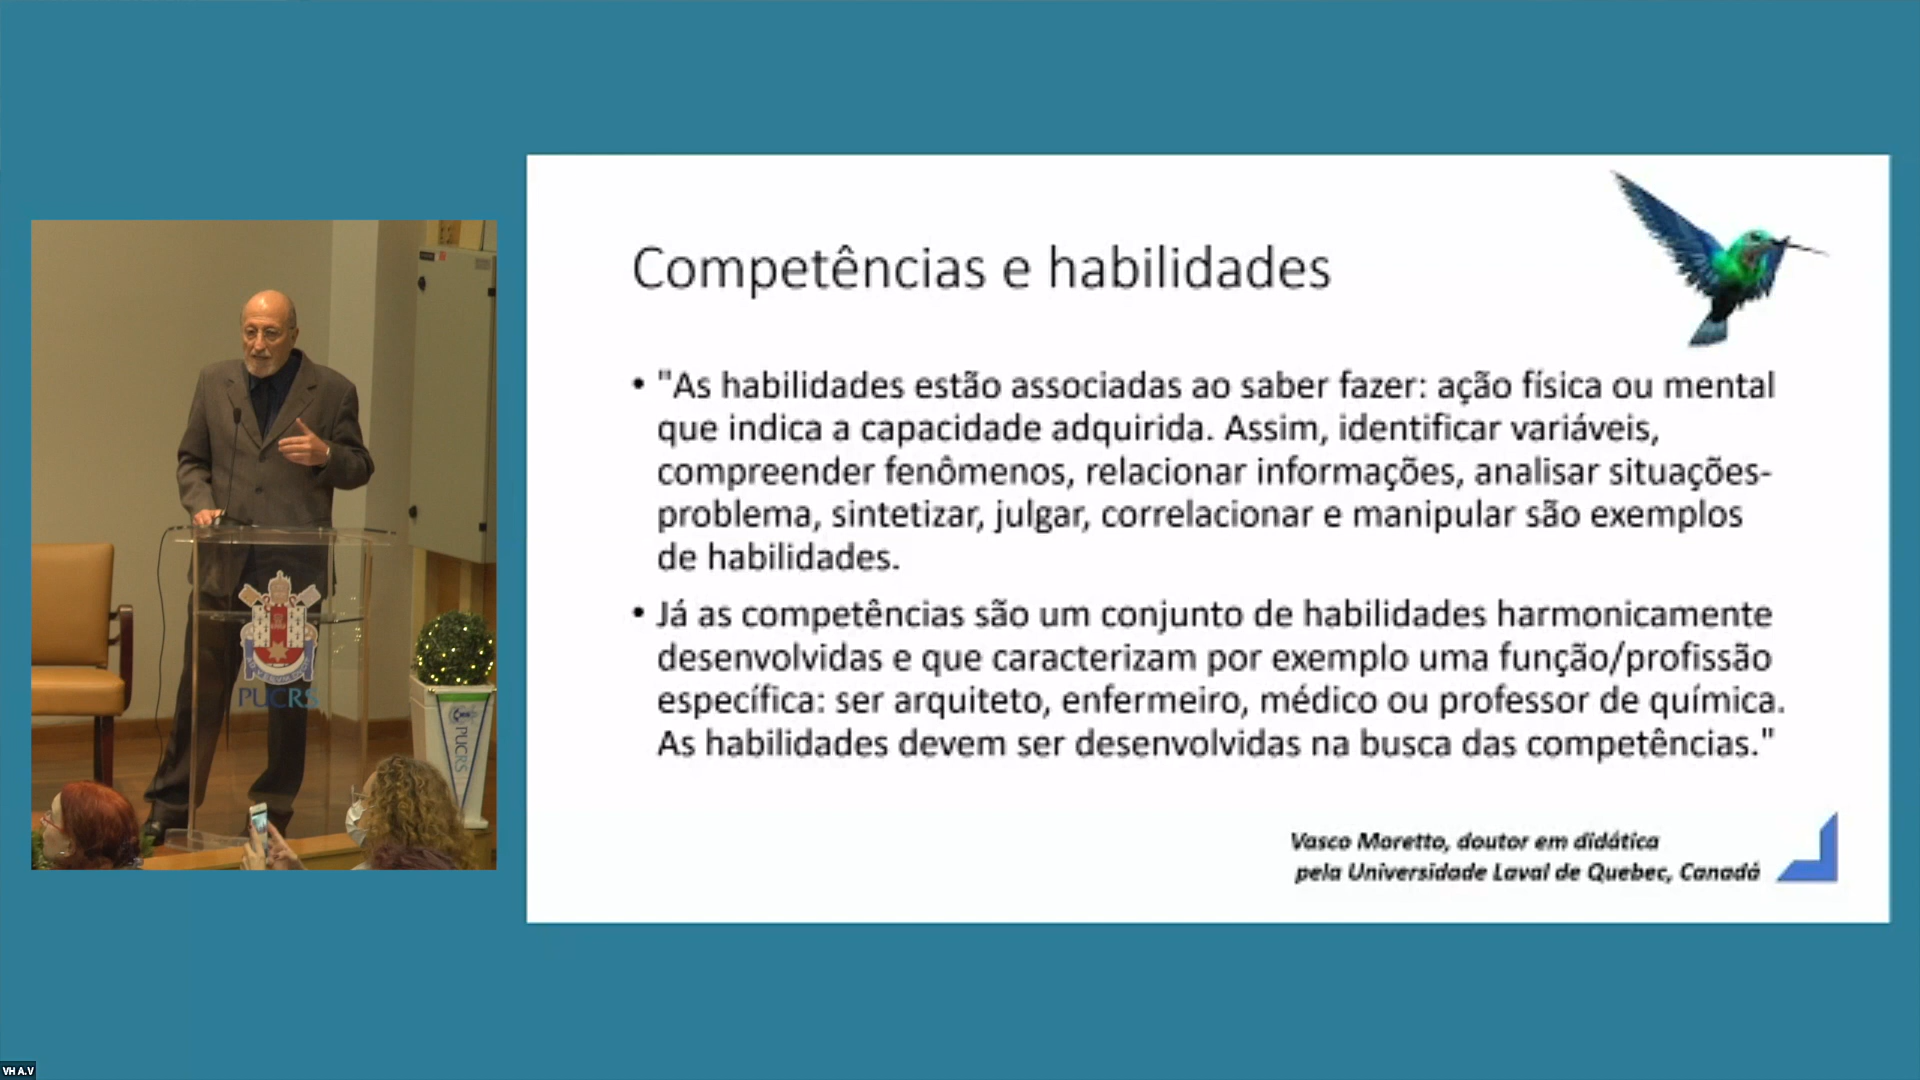 Competências e habilidades
• "As habilidades estão associadas ao saber fazer: ação física ou mental
que indica a capacidade adquirida. Assim, identificar variáveis,
compreender fenômenos, relacionar informações, analisar situações-
problema, sintetizar, julgar, correlacionar e manipular são exemplos
de habilidades.
• Já as competências são um conjunto de habilidades harmonicamente
desenvolvidas e que caracterizam por exemplo uma função/profissão
específica: ser arquiteto, enfermeiro, médico ou professor de química.
As habilidades devem ser desenvolvidas na busca das competências."
Vasco Moretto, doutor em didática
pela Universidade Laval de Quebec, Canadá
PUCRS
PUCRS
VH A.V